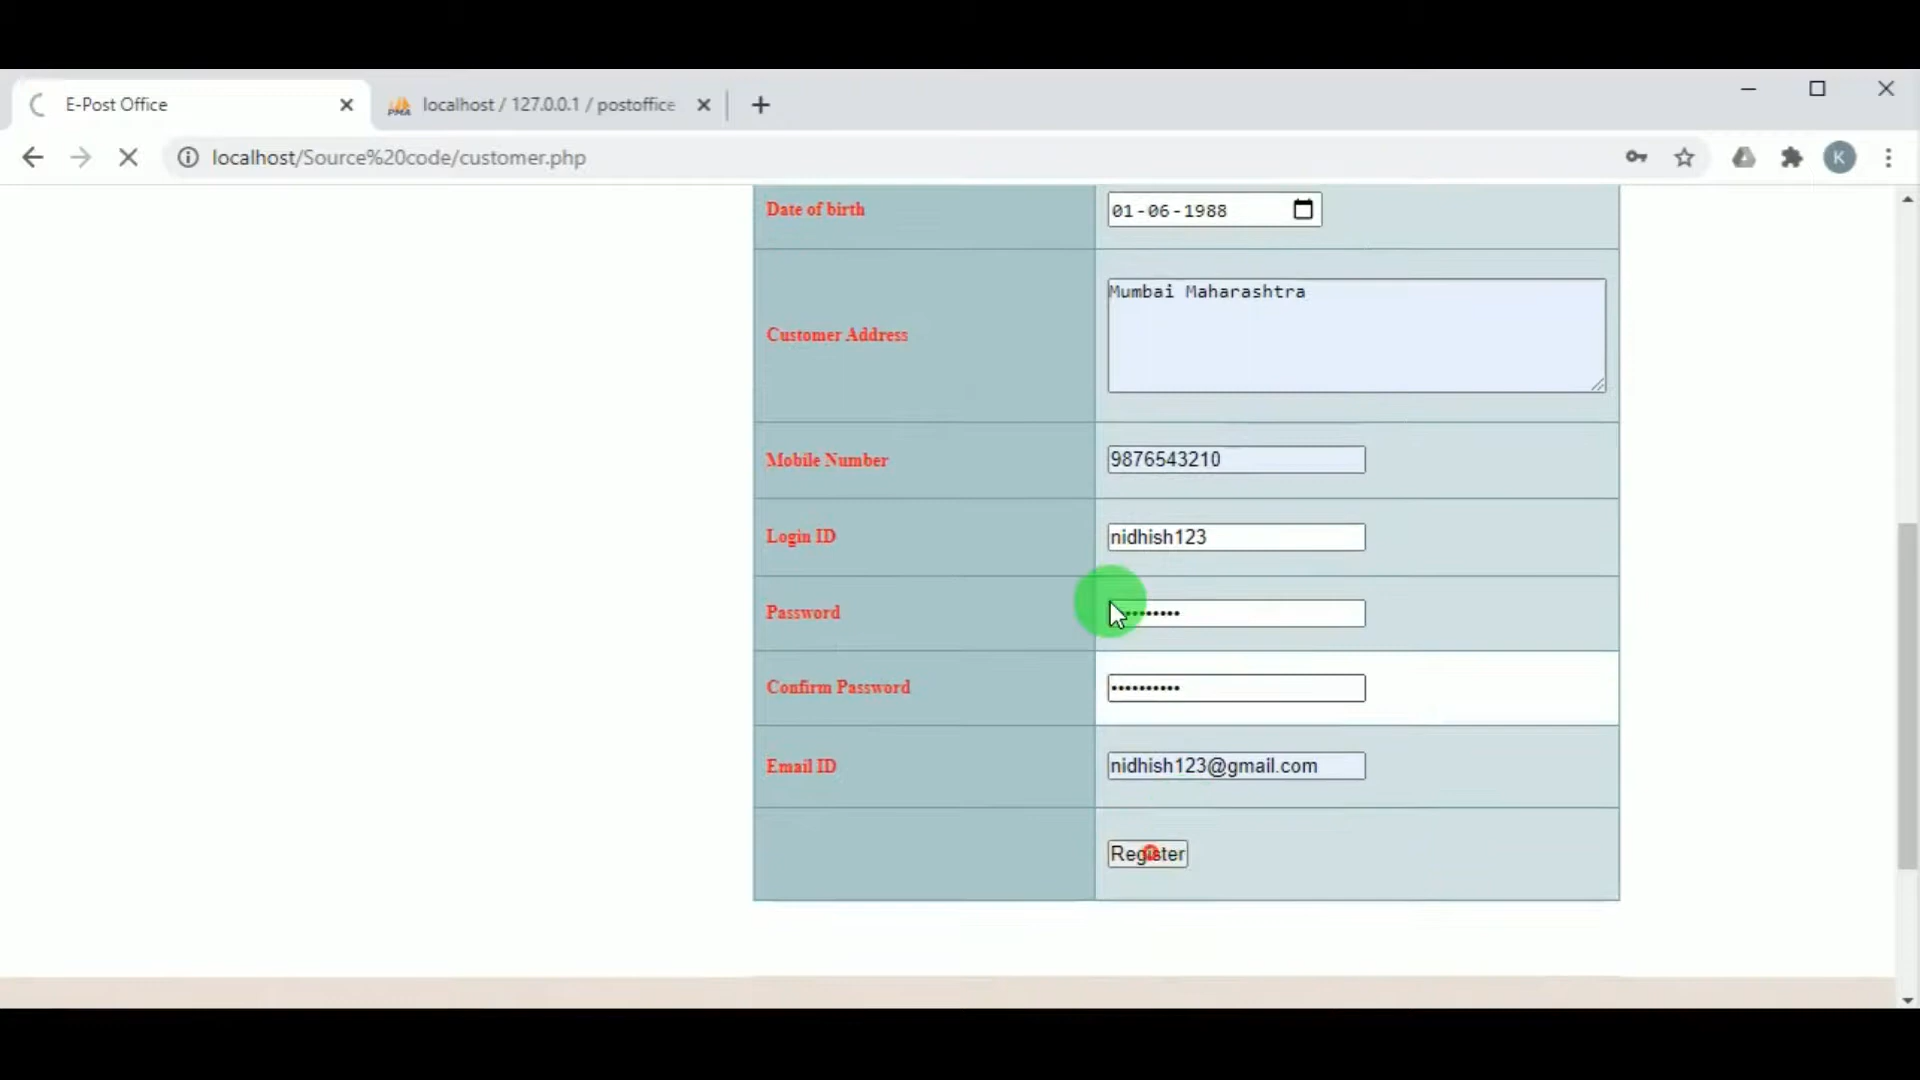 E-Post Office
localhost / 127.0.0.1 / postoffice
localhost/Source%20code/customer.php
K
Date of birth
01-06-1988
Customer Address
Mumbai Maharashtra
Mobile Number
9876543210
Login ID
nidhish123
Password
Confirm Password
Email ID
nidhish123@gmail.com
Register